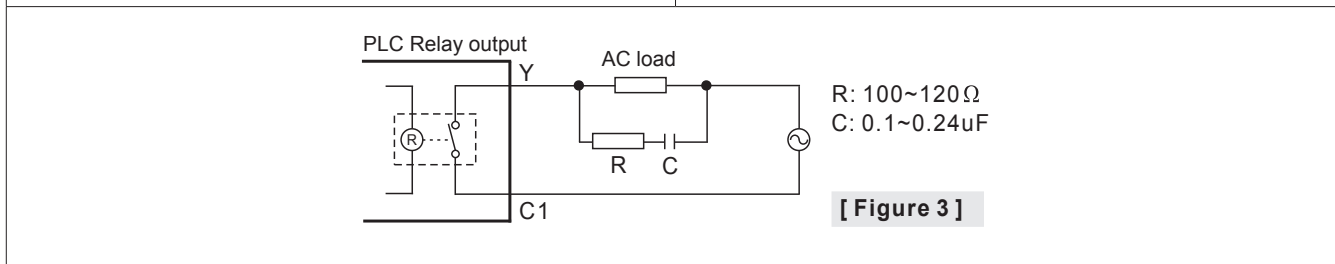 PLC Relay output
Y
AC load
R
R
C
C1
R: 100~120Ω
C: 0.1~0.24uF
[ Figure 3 ]